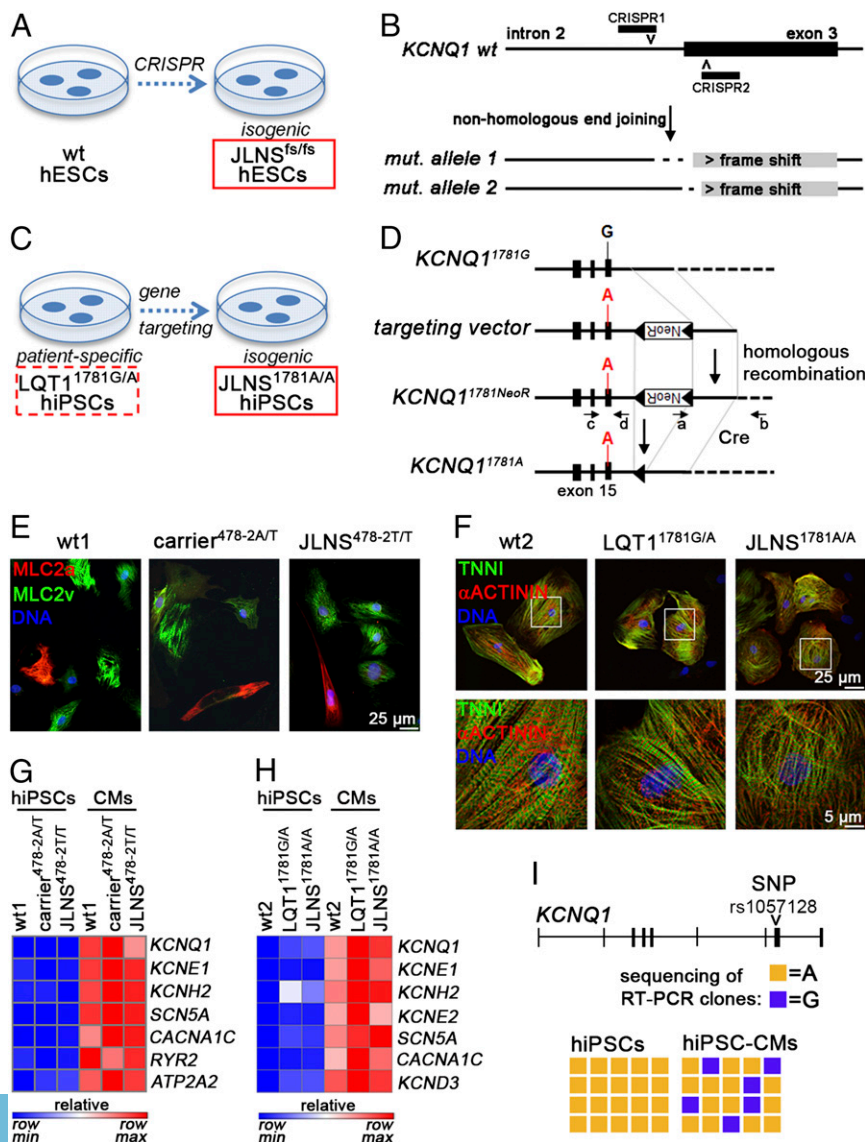 A
CRISPR
wt
hESCs
isogenic
JLNS^fs/fs
hESCs
B
intron 2
CRISPR1
exon 3
KCNQ1 wt
CRISPR2
non-homologous end joining
mut. allele 1
> frame shift
mut. allele 2
> frame shift
C
gene
targeting
patient-specific
LQT1^1781G/A
hiPSCs
isogenic
JLNS^1781A/A
hiPSCs
D
G
KCNQ1^1781G
A
targeting vector
NeoR
homologous
recombination
A
KCNQ1^1781NeoR
NeoR
c
d
a
b
Cre
A
KCNQ1^1781A
exon 15
E
wt1
carrier^478-2A/T
JLNS^478-2T/T
MLC2a
MLC2v
DNA
25 µm
F
wt2
LQT1^1781G/A
JLNS^1781A/A
TNNI
αACTININ
DNA
25 µm
TNNI
αACTININ
DNA
5 µm
G
hiPSCs
CMs
wt1
carrier^478-2A/T
JLNS^478-2T/T
wt1
carrier^478-2A/T
JLNS^478-2T/T
KCNQ1
KCNE1
KCNH2
SCN5A
CACNA1C
RYR2
ATP2A2
relative
row min
row max
H
hiPSCs
CMs
wt2
LQT1^1781G/A
JLNS^1781A/A
wt2
LQT1^1781G/A
JLNS^1781A/A
KCNQ1
KCNE1
KCNH2
KCNE2
SCN5A
CACNA1C
KCND3
relative
row min
row max
I
SNP
rs1057128
KCNQ1
sequencing of
RT-PCR clones:
=A
=G
hiPSCs
hiPSC-CMs